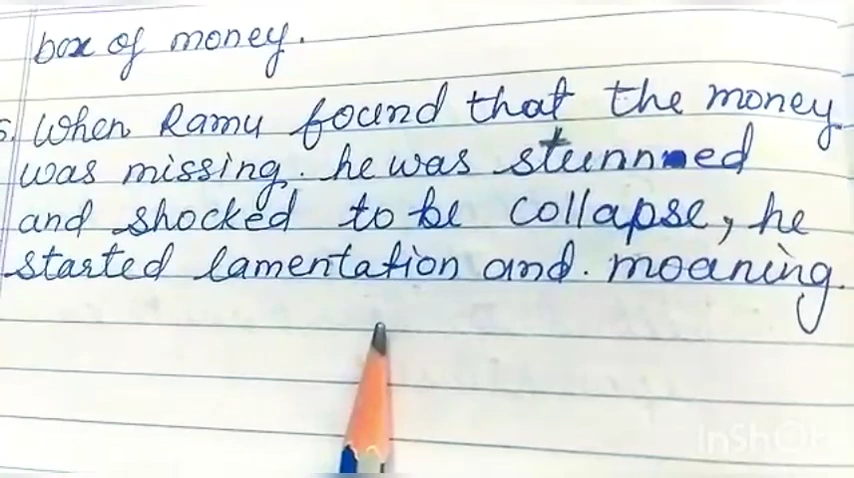 box of money.
5. When Ramu found that the money
was missing. he was stunned
and shocked to be collapse, he
started lamentation and. moaning.
InShOt